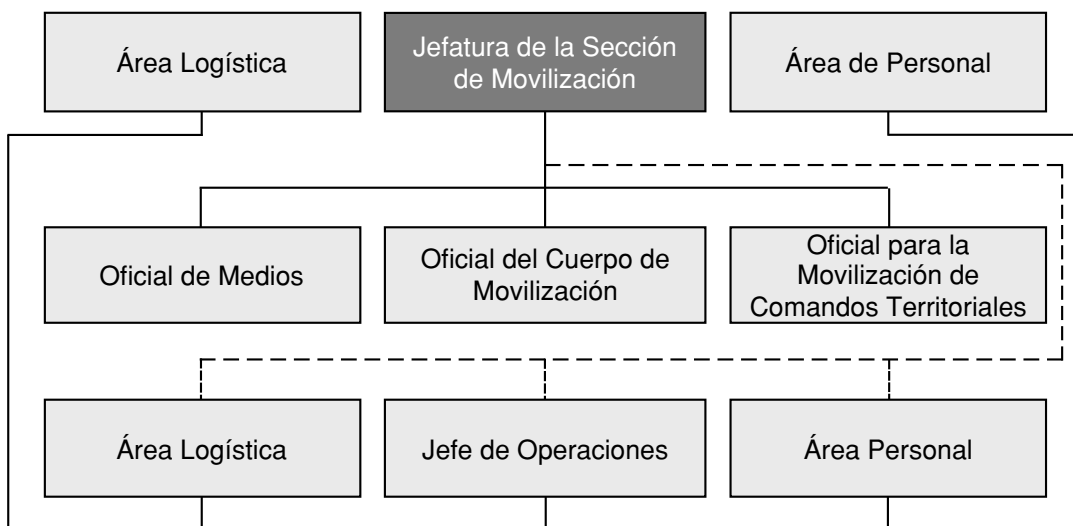 Área Logística
Jefatura de la Sección
de Movilización
Área de Personal
Oficial de Medios
Oficial del Cuerpo de
Movilización
Oficial para la
Movilización de
Comandos Territoriales
Área Logística
Jefe de Operaciones
Área Personal